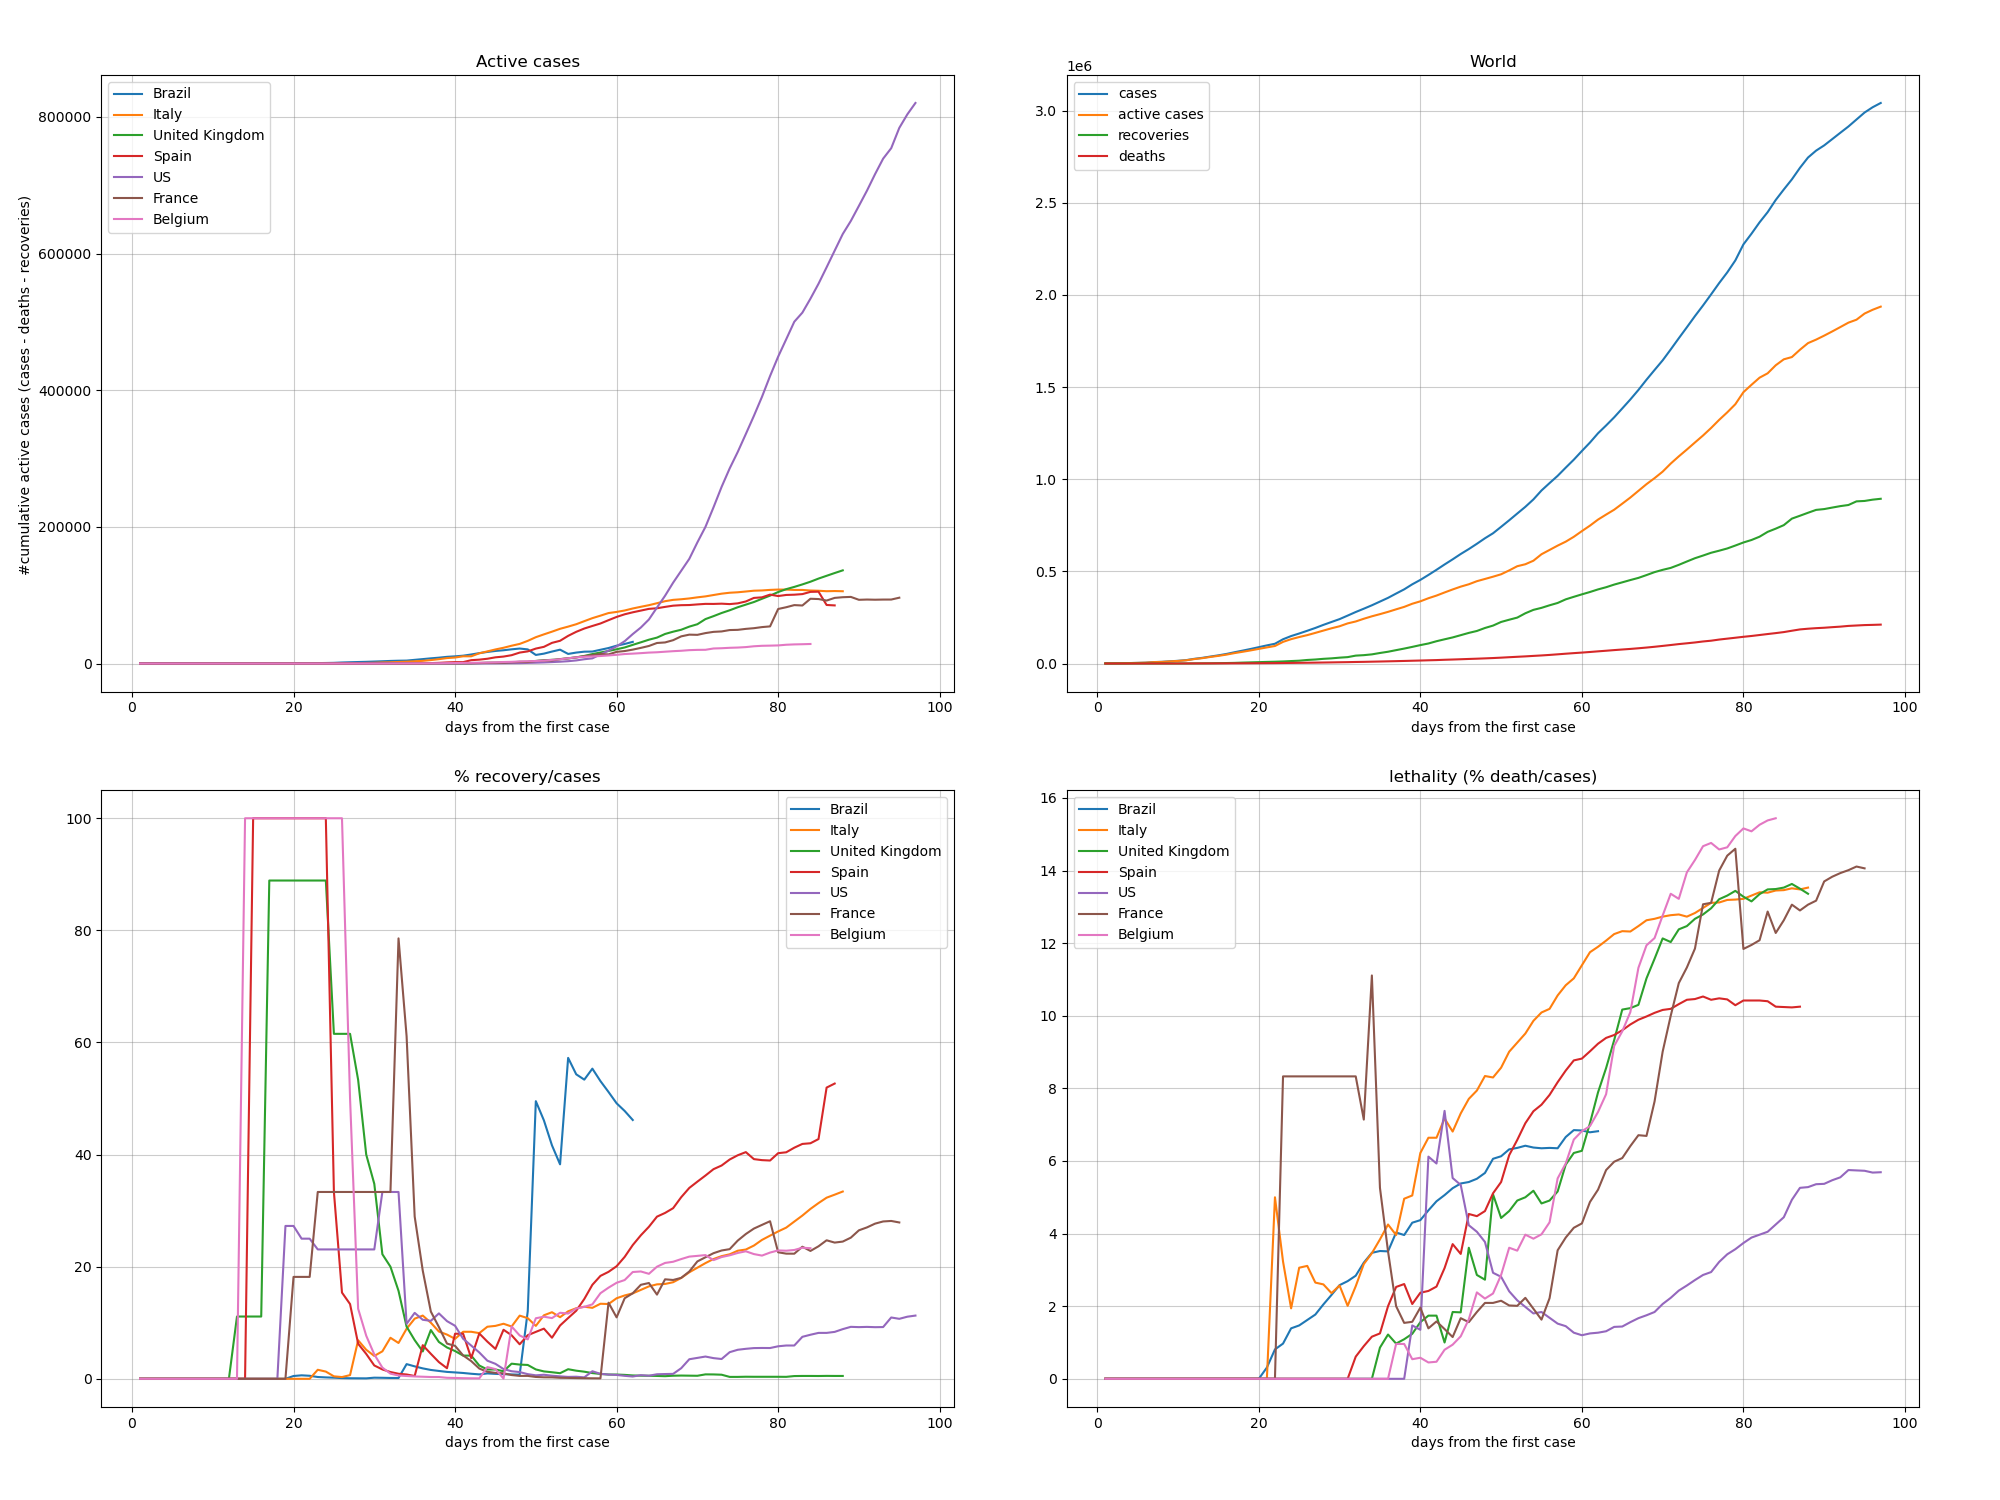 Active cases
Brazil
Italy
United Kingdom
Spain
US
France
Belgium
800000
600000
400000
200000
0
#cumulative active cases (cases - deaths - recoveries)
0 20 40 60 80 100
days from the first case
World
1e6
cases
active cases
recoveries
deaths
3.0
2.5
2.0
1.5
1.0
0.5
0.0
0 20 40 60 80 100
days from the first case
% recovery/cases
Brazil
Italy
United Kingdom
Spain
US
France
Belgium
100
80
60
40
20
0
0 20 40 60 80 100
days from the first case
lethality (% death/cases)
Brazil
Italy
United Kingdom
Spain
US
France
Belgium
16
14
12
10
8
6
4
2
0
0 20 40 60 80 100
days from the first case